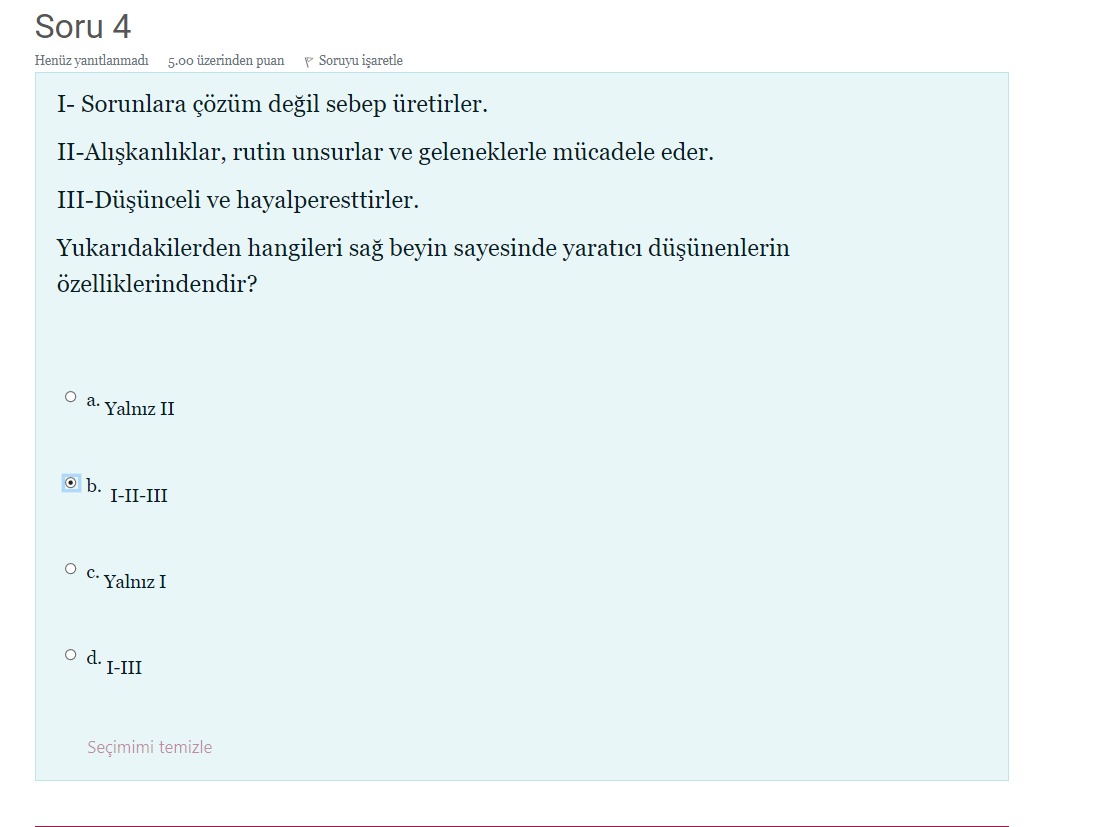 Soru 4
Henüz yanıtlanmadı 5.00 üzerinden puan Soruyu işaretle
I- Sorunlara çözüm değil sebep üretirler.
II-Alışkanlıklar, rutin unsurlar ve geleneklerle mücadele eder.
III-Düşünceli ve hayalperesttirler.
Yukarıdakilerden hangileri sağ beyin sayesinde yaratıcı düşünenlerin
özelliklerindendir?
a. Yalnız II
b. I-II-III
c. Yalnız I
d. I-III
Seçimimi temizle